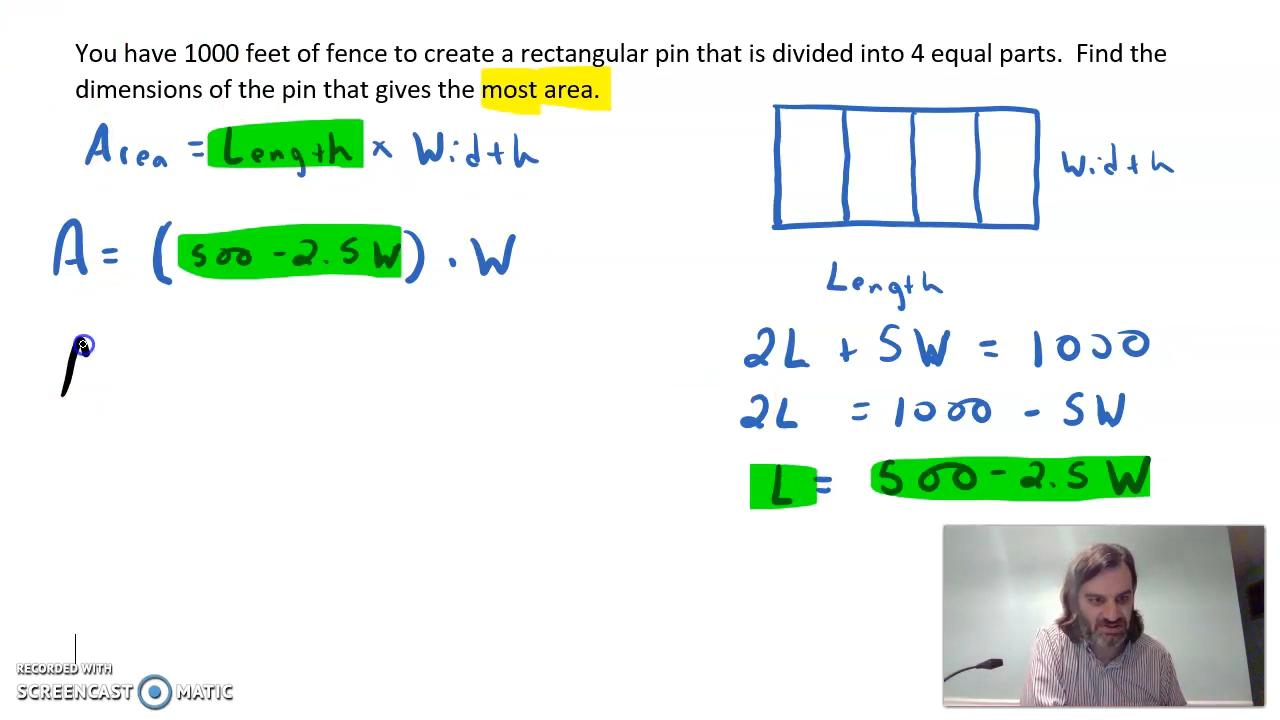 You have 1000 feet of fence to create a rectangular pin that is divided into 4 equal parts. Find the
dimensions of the pin that gives the most area.
Area = Length x Width
A = (500 - 2.5W) . W
Width
Length
2L + 5W = 1000
2L = 1000 - 5W
L = 500 - 2.5W
RECORDED WITH
SCREENCAST MATIC